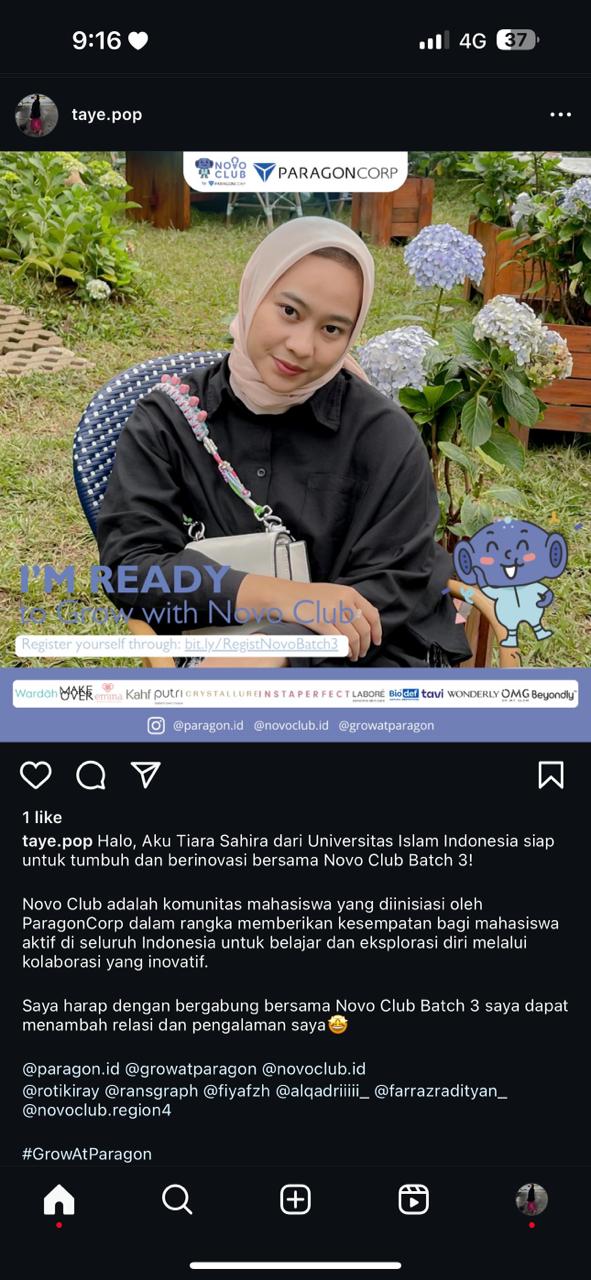 9:16
4G
37
taye.pop
NOVO
CLUB
by PARAGONCORP
PARAGONCORP
I'M READY
to Grow with Novo Club
Register yourself through: bit.ly/RegistNovoBatch3
Wardah MAKE OVER emina Kahf putri CRYSTALLURE INSTAPERFECT LABORÉ Biodef tavi WONDERLY OMG Beyondly
@paragon.id @novoclub.id @growatparagon
1 like
taye.pop Halo, Aku Tiara Sahira dari Universitas Islam Indonesia siap
untuk tumbuh dan berinovasi bersama Novo Club Batch 3!
Novo Club adalah komunitas mahasiswa yang diinisiasi oleh
ParagonCorp dalam rangka memberikan kesempatan bagi mahasiswa
aktif di seluruh Indonesia untuk belajar dan eksplorasi diri melalui
kolaborasi yang inovatif.
Saya harap dengan bergabung bersama Novo Club Batch 3 saya dapat
menambah relasi dan pengalaman saya🤩
@paragon.id @growatparagon @novoclub.id
@rotikiray @ransgraph @fiyafzh @alqadriiiii_ @farrazradityan_
@novoclub.region4
#GrowAtParagon